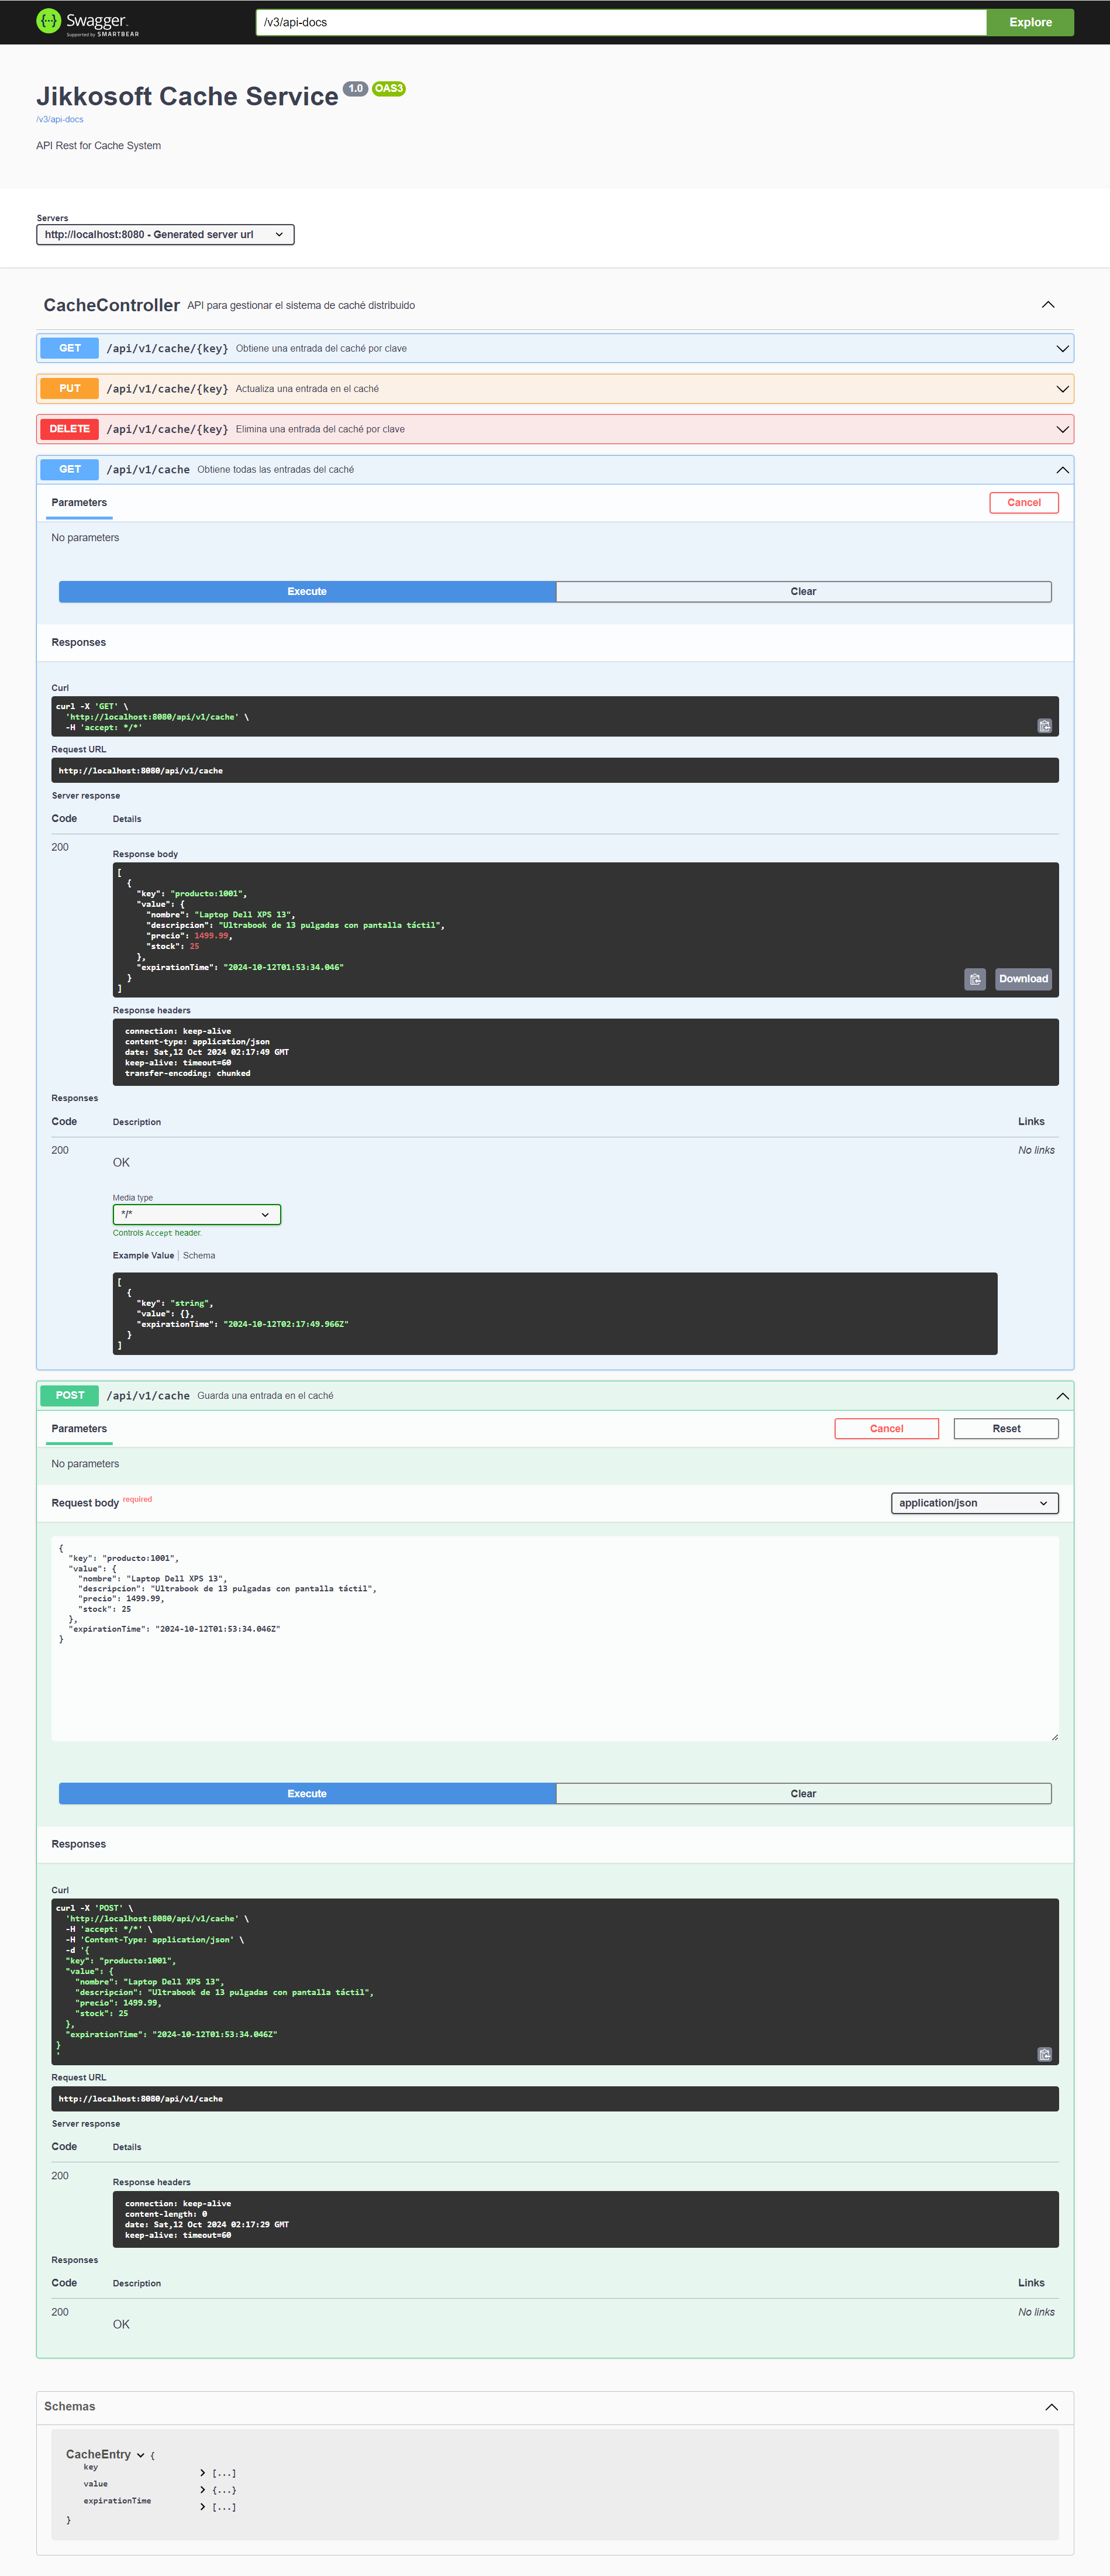 Swagger.
Supported by SMARTBEAR
/v3/api-docs
Explore
Jikkosoft Cache Service 1.0 OAS3
/v3/api-docs
API Rest for Cache System
Servers
http://localhost:8080 - Generated server url
CacheController API para gestionar el sistema de caché distribuido
GET /api/v1/cache/{key} Obtiene una entrada del caché por clave
PUT /api/v1/cache/{key} Actualiza una entrada en el caché
DELETE /api/v1/cache/{key} Elimina una entrada del caché por clave
GET /api/v1/cache Obtiene todas las entradas del caché
Parameters Cancel
No parameters
Execute Clear
Responses
Curl
curl -X 'GET' \
'http://localhost:8080/api/v1/cache' \
-H 'accept: */*'
Request URL
http://localhost:8080/api/v1/cache
Server response
Code Details
200
Response body
[
{
"key": "producto:1001",
"value": {
"nombre": "Laptop Dell XPS 13",
"descripcion": "Ultrabook de 13 pulgadas con pantalla táctil",
"precio": 1499.99,
"stock": 25
},
"expirationTime": "2024-10-12T01:53:34.046"
}
]
Download
Response headers
connection: keep-alive
content-type: application/json
date: Sat,12 Oct 2024 02:17:49 GMT
keep-alive: timeout=60
transfer-encoding: chunked
Responses
Code Description Links
200 No links
OK
Media type
*/*
Controls Accept header.
Example Value | Schema
[
{
"key": "string",
"value": {},
"expirationTime": "2024-10-12T02:17:49.966Z"
}
]
POST /api/v1/cache Guarda una entrada en el caché
Parameters Cancel Reset
No parameters
Request body required application/json
{
"key": "producto:1001",
"value": {
"nombre": "Laptop Dell XPS 13",
"descripcion": "Ultrabook de 13 pulgadas con pantalla táctil",
"precio": 1499.99,
"stock": 25
},
"expirationTime": "2024-10-12T01:53:34.046Z"
}
Execute Clear
Responses
Curl
curl -X 'POST' \
'http://localhost:8080/api/v1/cache' \
-H 'accept: */*' \
-H 'Content-Type: application/json' \
-d '{
"key": "producto:1001",
"value": {
"nombre": "Laptop Dell XPS 13",
"descripcion": "Ultrabook de 13 pulgadas con pantalla táctil",
"precio": 1499.99,
"stock": 25
},
"expirationTime": "2024-10-12T01:53:34.046Z"
}
'
Request URL
http://localhost:8080/api/v1/cache
Server response
Code Details
200
Response headers
connection: keep-alive
content-length: 0
date: Sat,12 Oct 2024 02:17:29 GMT
keep-alive: timeout=60
Responses
Code Description Links
200 No links
OK
Schemas
CacheEntry {
key [...]
value {...}
expirationTime [...]
}